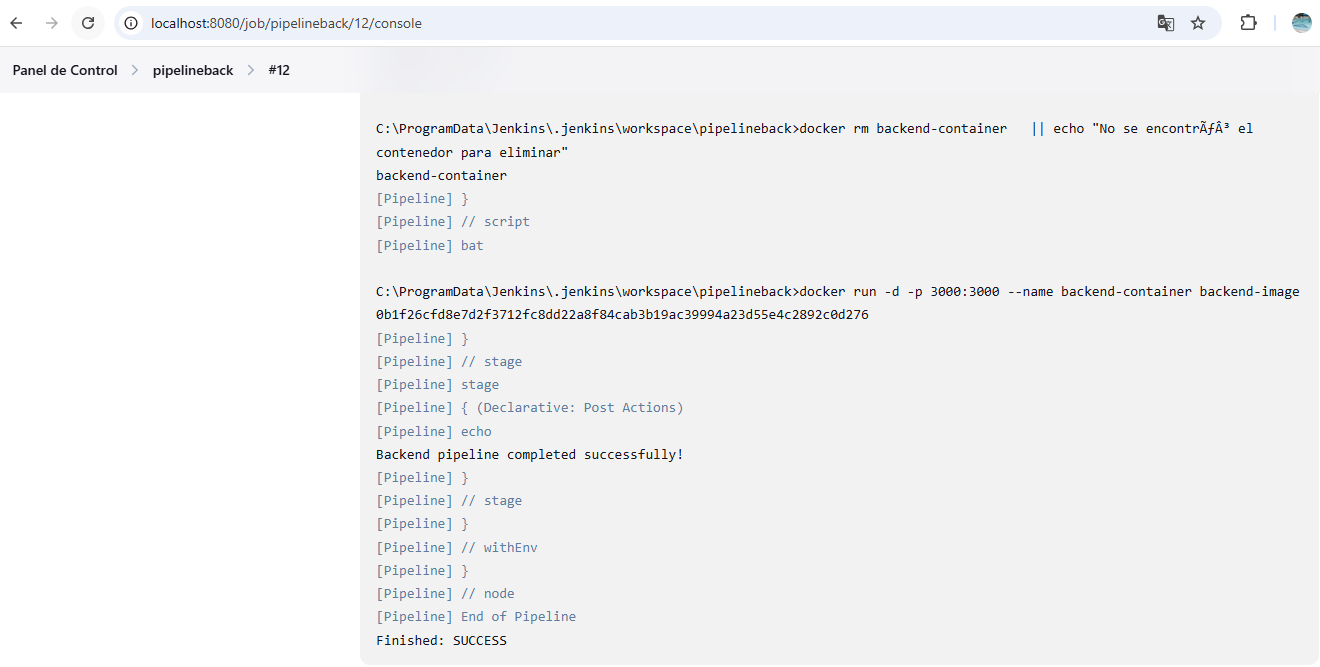 localhost:8080/job/pipelineback/12/console
Panel de Control > pipelineback > #12
C:\ProgramData\Jenkins\.jenkins\workspace\pipelineback>docker rm backend-container   || echo "No se encontrÃƒÂ³ el
contenedor para eliminar"
backend-container
[Pipeline] }
[Pipeline] // script
[Pipeline] bat
C:\ProgramData\Jenkins\.jenkins\workspace\pipelineback>docker run -d -p 3000:3000 --name backend-container backend-image
0b1f26cfd8e7d2f3712fc8dd22a8f84cab3b19ac39994a23d55e4c2892c0d276
[Pipeline] }
[Pipeline] // stage
[Pipeline] stage
[Pipeline] { (Declarative: Post Actions)
[Pipeline] echo
Backend pipeline completed successfully!
[Pipeline] }
[Pipeline] // stage
[Pipeline] }
[Pipeline] // withEnv
[Pipeline] }
[Pipeline] // node
[Pipeline] End of Pipeline
Finished: SUCCESS